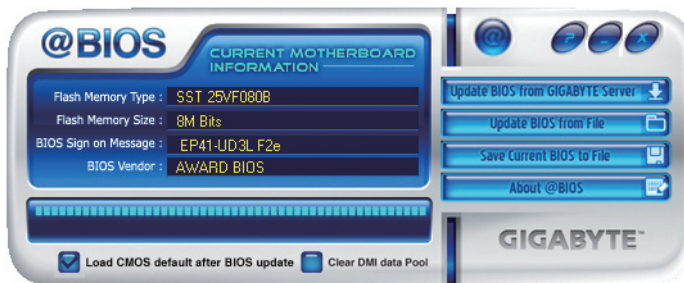 @BIOS
CURRENT MOTHERBOARD
INFORMATION
Flash Memory Type : SST 25VF080B
Flash Memory Size : 8M Bits
BIOS Sign on Message : EP41-UD3L F2e
BIOS Vendor : AWARD BIOS
Load CMOS default after BIOS update
Clear DMI data Pool
@
? - X
Update BIOS from GIGABYTE Server
Update BIOS from File
Save Current BIOS to File
About @BIOS
GIGABYTE™